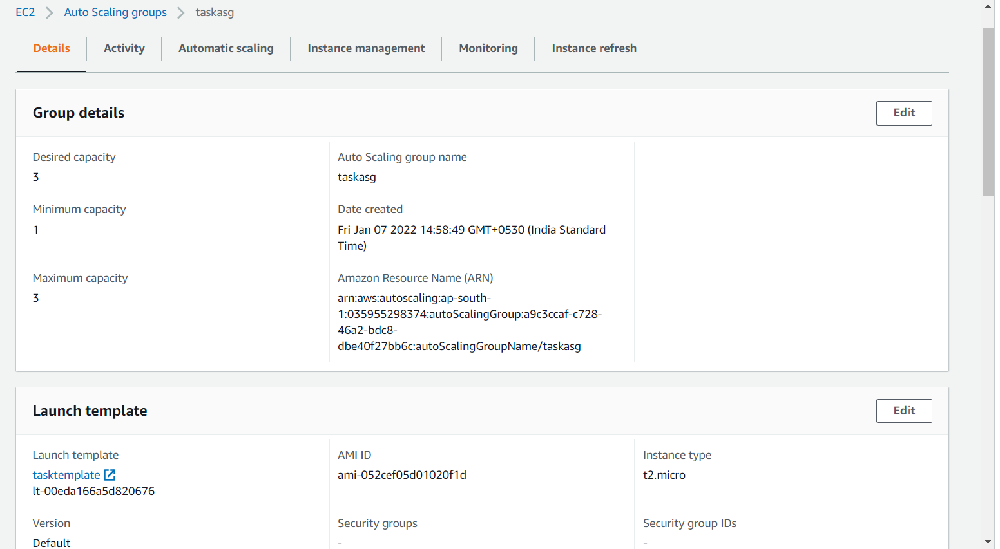 EC2 Auto Scaling groups taskasg
Details Activity Automatic scaling Instance management Monitoring Instance refresh
Group details Edit
Desired capacity
3
Minimum capacity
1
Maximum capacity
3
Auto Scaling group name
taskasg
Date created
Fri Jan 07 2022 14:58:49 GMT+0530 (India Standard
Time)
Amazon Resource Name (ARN)
arn:aws:autoscaling:ap-south-
1:035955298374:autoScalingGroup:a9c3ccaf-c728-
46a2-bdc8-
dbe40f27bb6c:autoScalingGroupName/taskasg
Launch template Edit
Launch template
tasktemplate
lt-00eda166a5d820676
Version
Default
AMI ID
ami-052cef05d01020f1d
Security groups
-
Instance type
t2.micro
Security group IDs
-